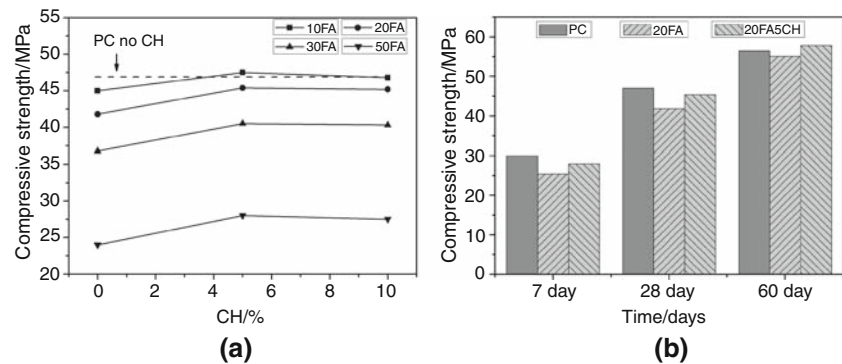 Compressive strength/MPa
55
50
45
40
35
30
25
20
PC no CH
10FA 20FA
30FA 50FA
0 2 4 6 8 10
CH/%
(a)
Compressive strength/MPa
60
50
40
30
20
10
0
PC 20FA 20FA5CH
7 day 28 day 60 day
Time/days
(b)